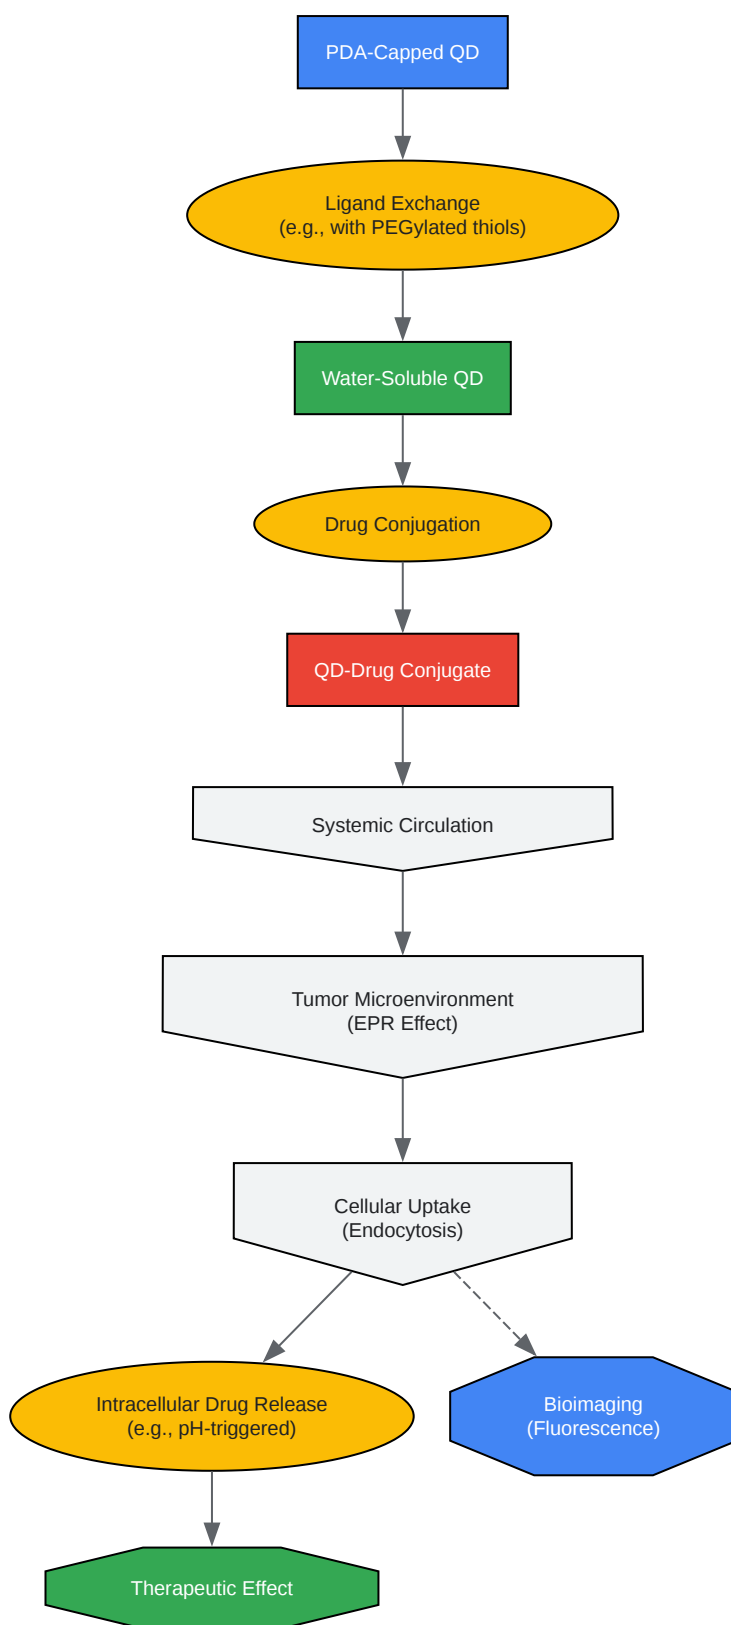 PDA-Capped QD
Ligand Exchange
(e.g., with PEGylated thiols)
Water-Soluble QD
Drug Conjugation
QD-Drug Conjugate
Systemic Circulation
Tumor Microenvironment
(EPR Effect)
Cellular Uptake
(Endocytosis)
Intracellular Drug Release
(e.g., pH-triggered)
Bioimaging
(Fluorescence)
Therapeutic Effect